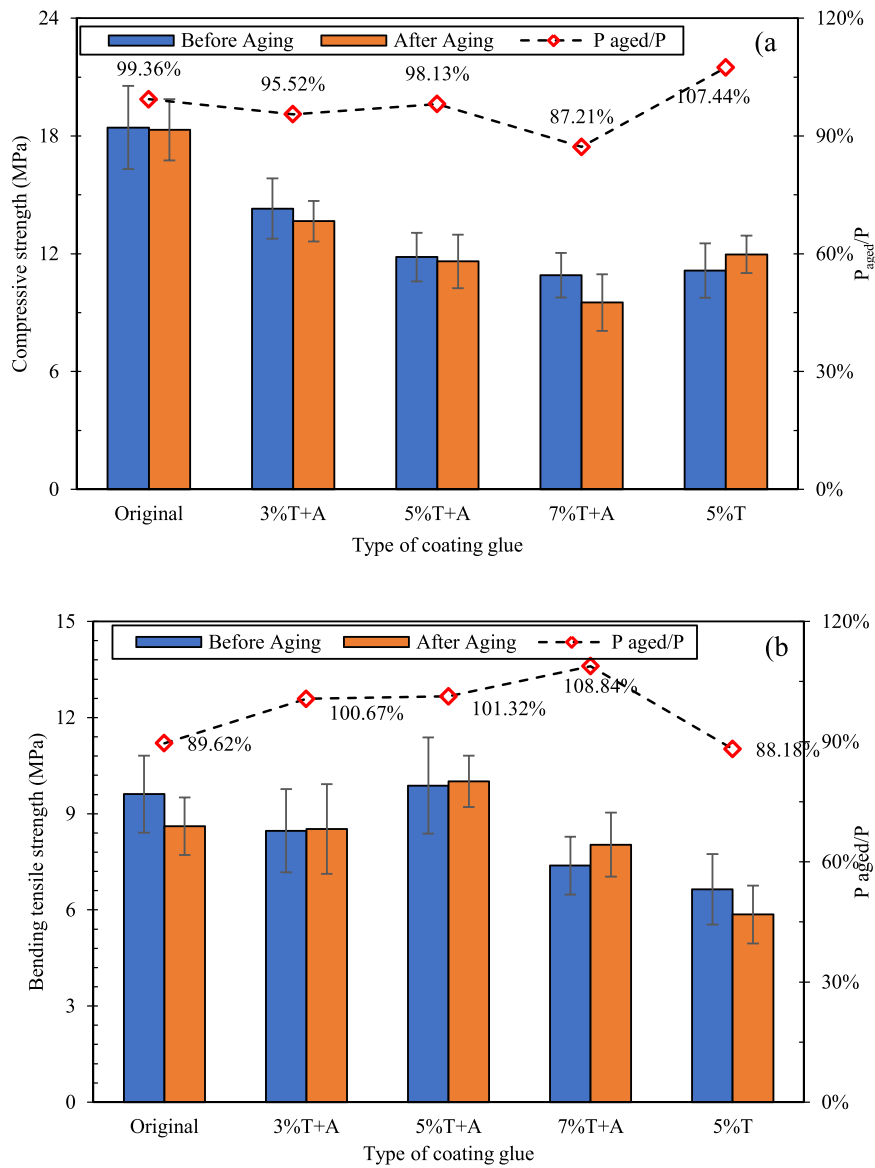 24
120%
Before Aging After Aging P aged/P
(a
99.36%
95.52%
98.13%
87.21%
107.44%
18
90%
12
60%
6
30%
0
0%
Compressive strength (MPa)
P aged/P
Original 3%T+A 5%T+A 7%T+A 5%T
Type of coating glue
15
120%
Before Aging After Aging P aged/P
(b
89.62%
100.67%
101.32%
108.84%
88.18%
12
90%
9
60%
6
30%
3
0%
0
Bending tensile strength (MPa)
P aged/P
Original 3%T+A 5%T+A 7%T+A 5%T
Type of coating glue